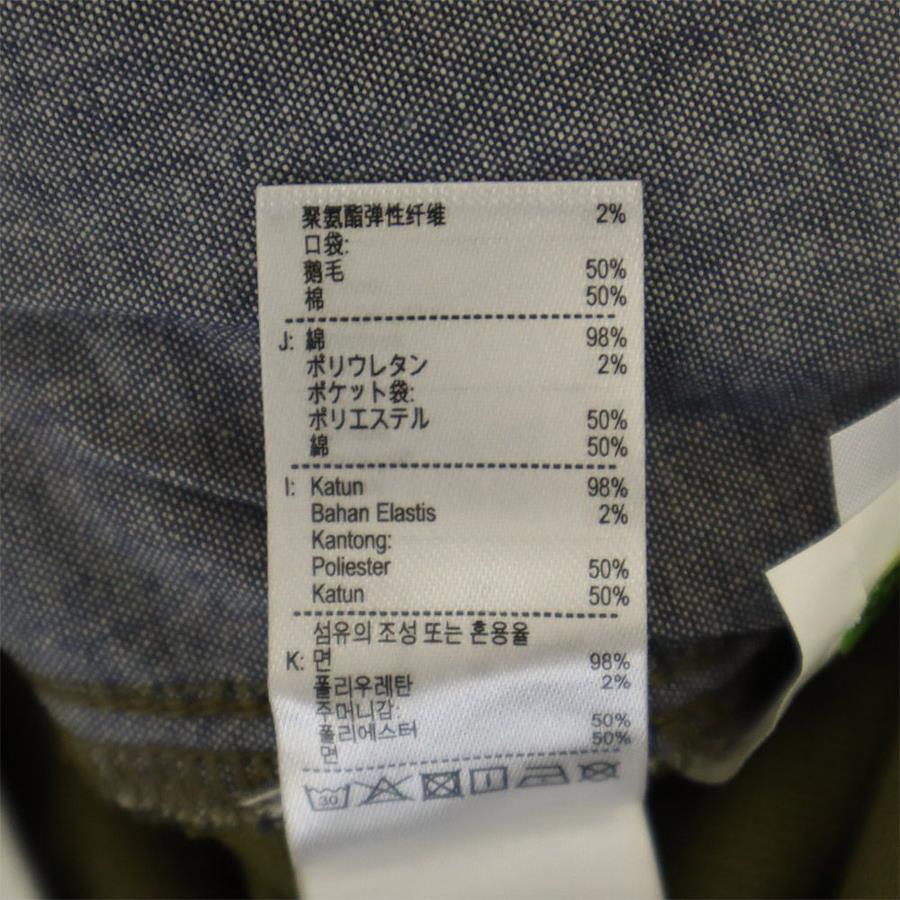 聚氨酯弹性纤维 2%
口袋:
鹅毛 50%
棉 50%
J: 綿 98%
ポリウレタン 2%
ポケット袋:
ポリエステル 50%
綿 50%
I: Katun 98%
Bahan Elastis 2%
Kantong:
Poliester 50%
Katun 50%
섬유의 조성 또는 혼용율
K: 면 98%
폴리우레탄 2%
주머니감:
폴리에스터 50%
면 50%
30